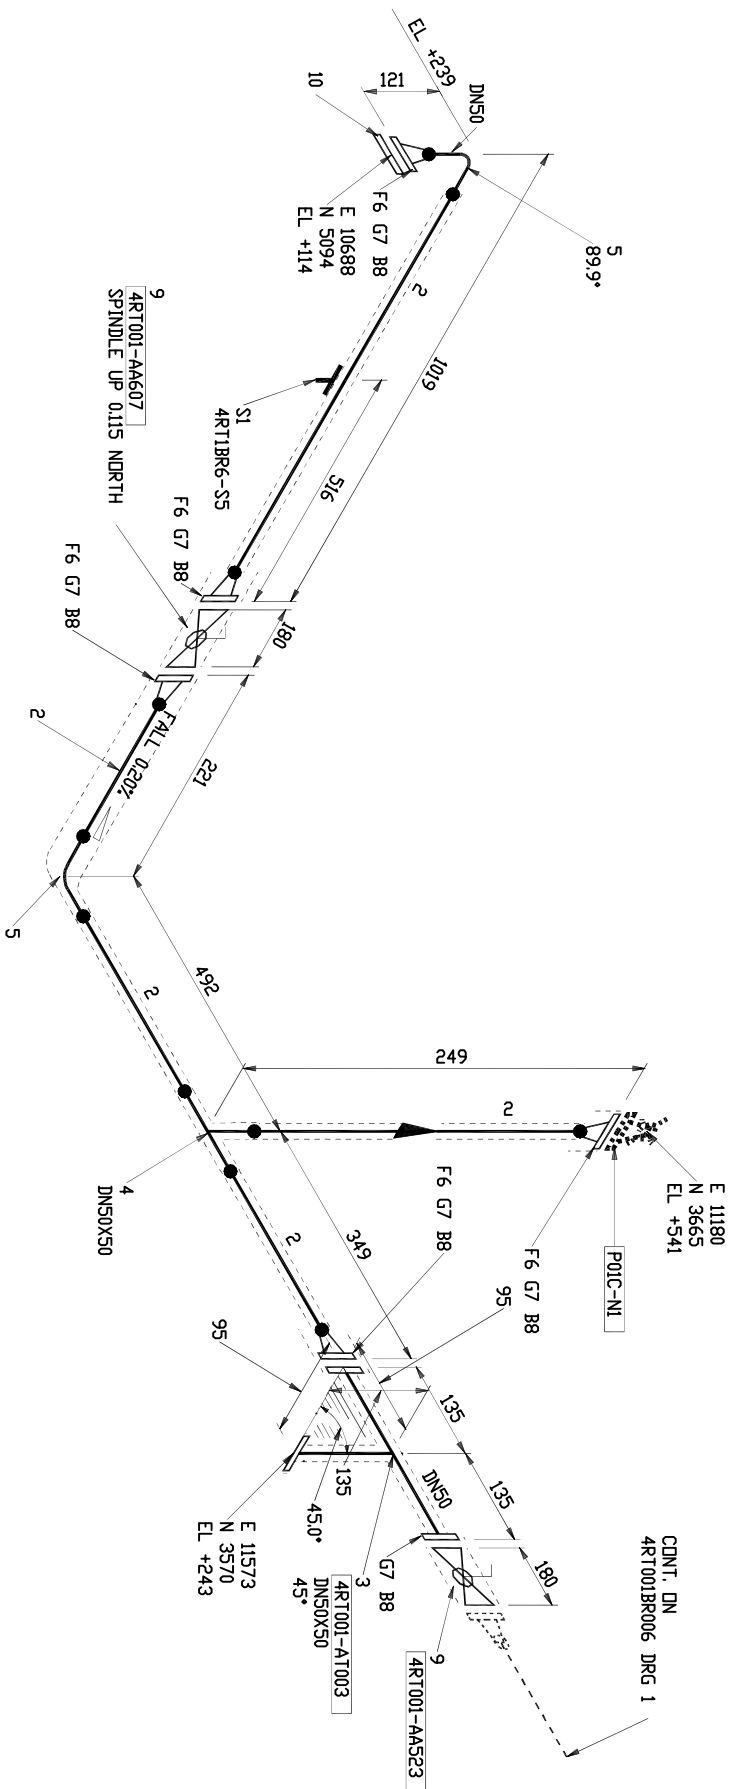 EL +239
DN50
121
10
F6 G7 B8
E 10688
N 5094
EL +114
5
89.9°
2
1019
S1
4RT1BR6-S5
516
9
4RT001-AA607
SPINDLE UP 0.115 NORTH
F6 G7 B8
F6 G7 B8
180
2
FALL 0.20%
221
5
492
2
249
2
E 11180
N 3665
EL +541
P01C-N1
F6 G7 B8
4
DN50X50
2
349
F6 G7 B8
95
95
135
135
135
DN50
180
45.0°
E 11573
N 3570
EL +243
3
4RT001-AT003
DN50X50
45°
G7 B8
9
4RT001-AA523
CONT. ON
4RT001BR006 DRG 1